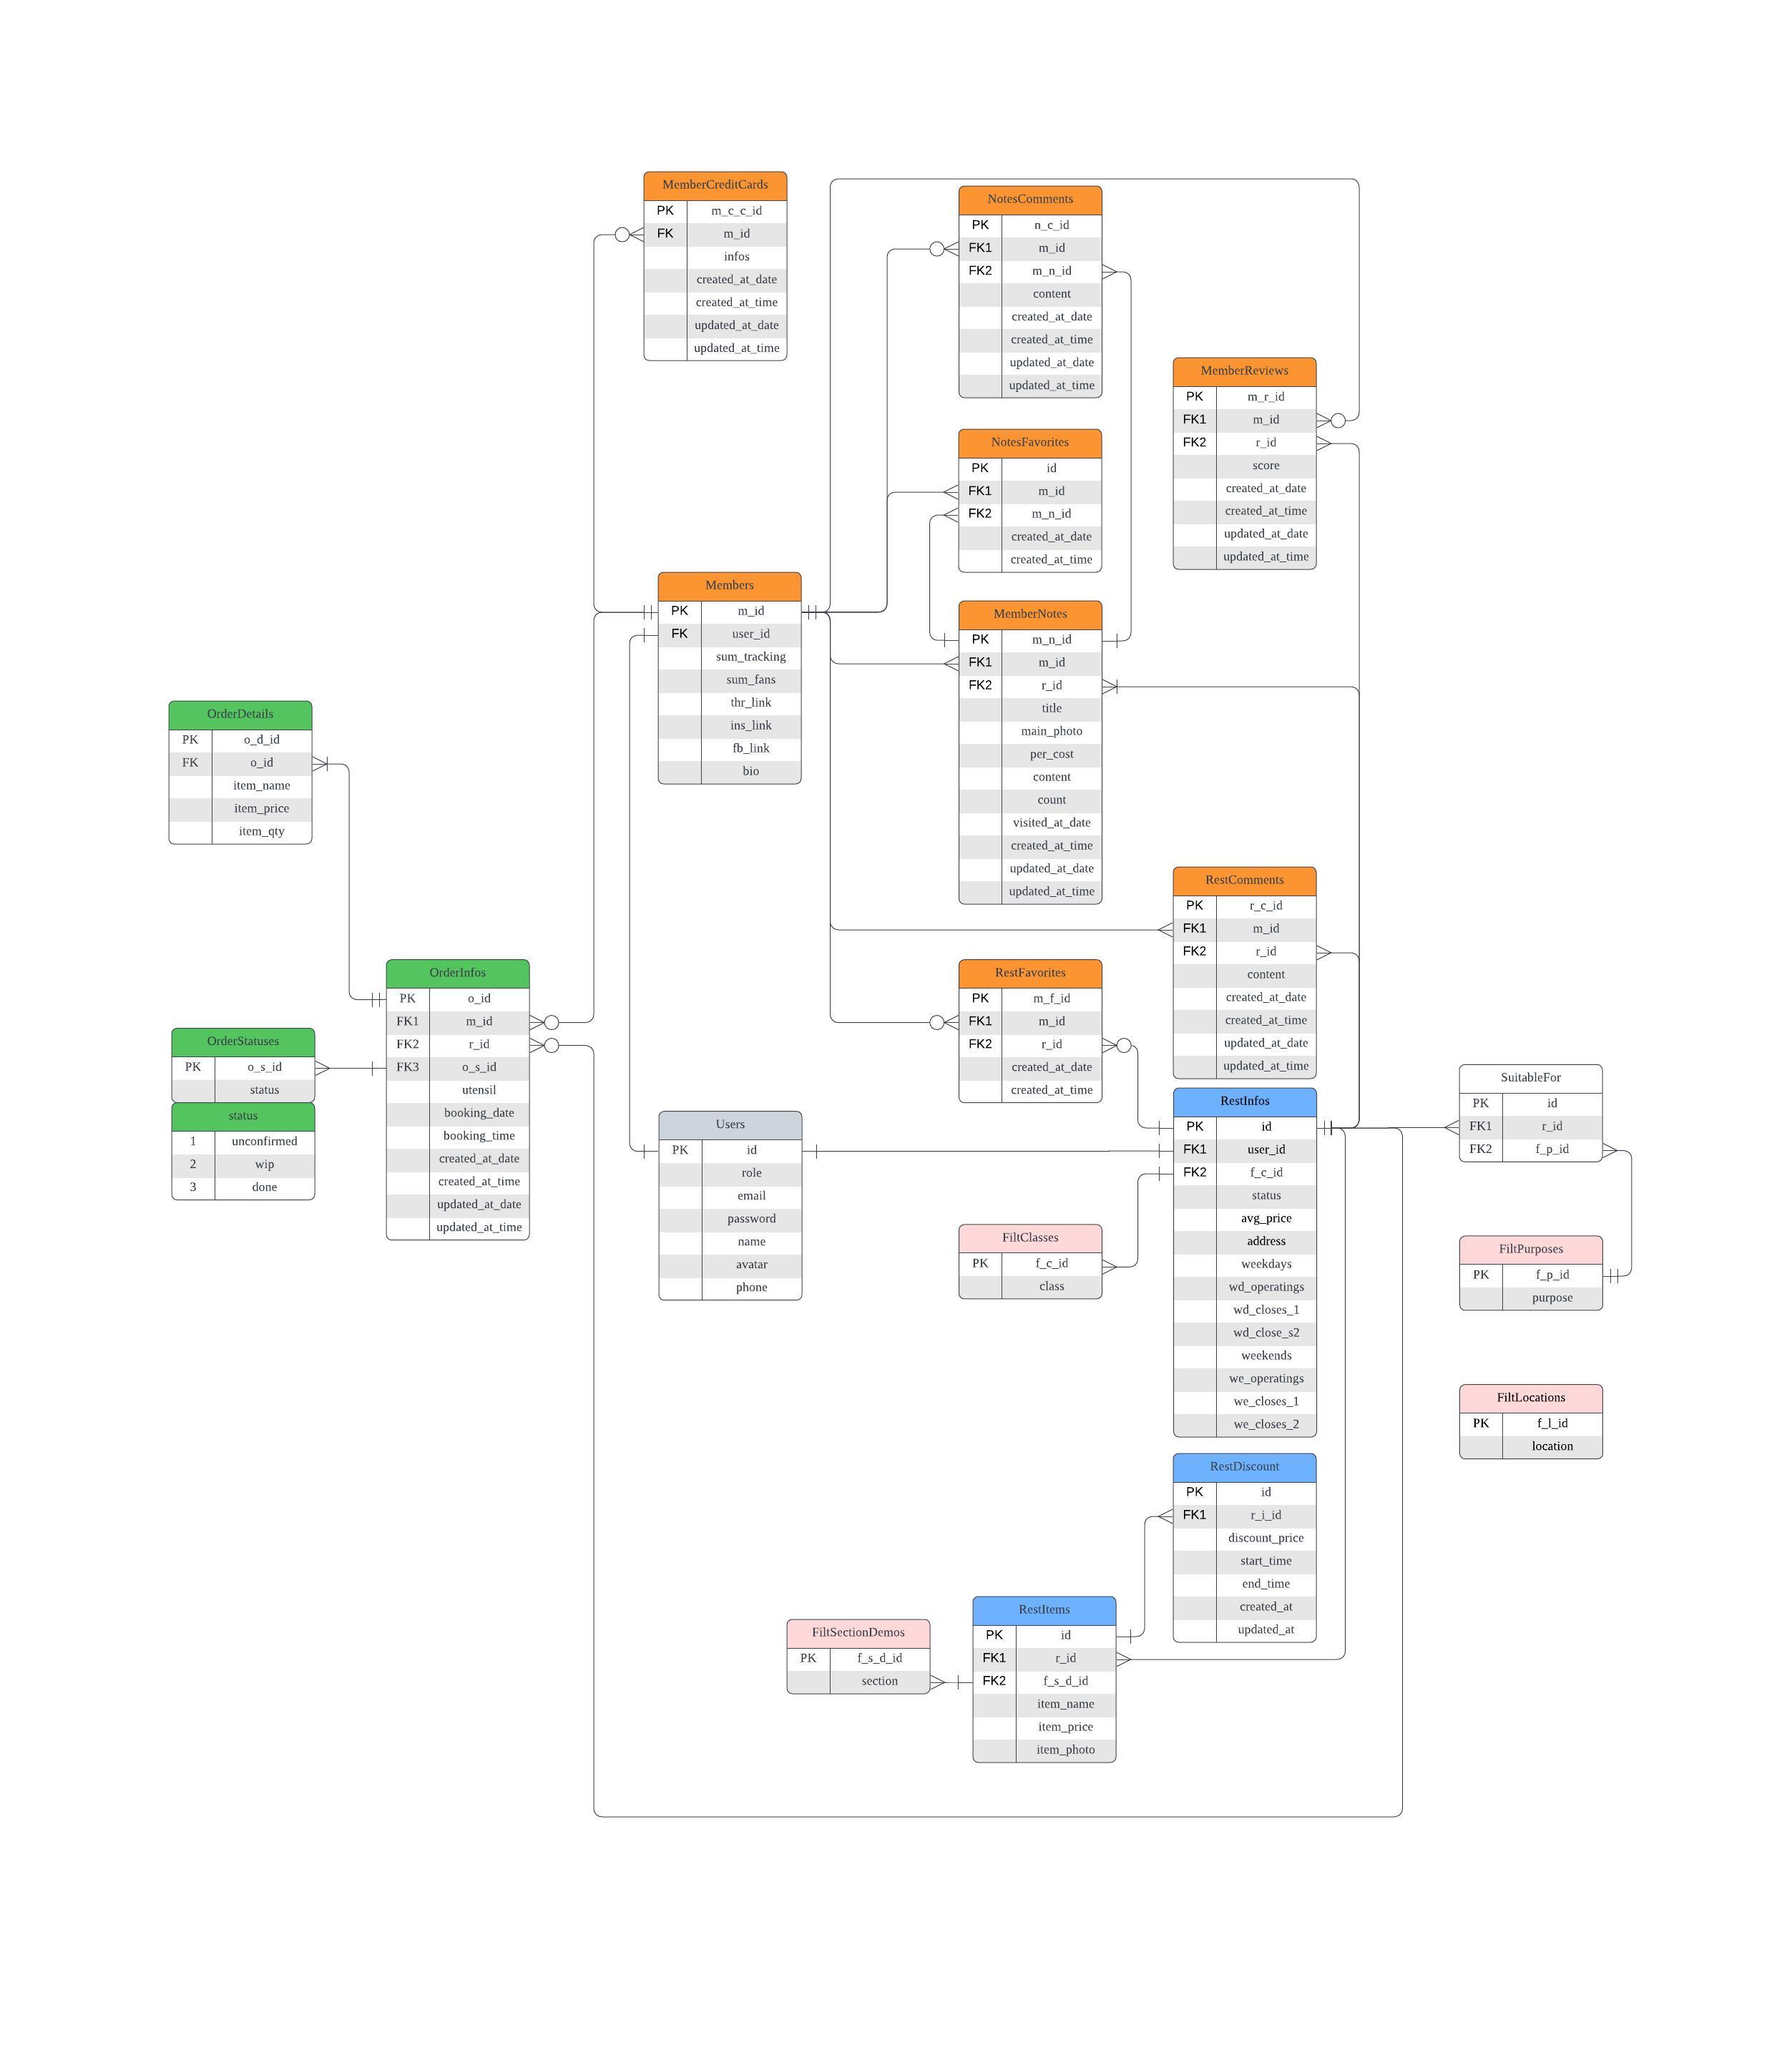 MemberCreditCards
PK m_c_c_id
FK m_id
infos
created_at_date
created_at_time
updated_at_date
updated_at_time
NotesComments
PK n_c_id
FK1 m_id
FK2 m_n_id
content
created_at_date
created_at_time
updated_at_date
updated_at_time
MemberReviews
PK m_r_id
FK1 m_id
FK2 r_id
score
created_at_date
created_at_time
updated_at_date
updated_at_time
NotesFavorites
PK id
FK1 m_id
FK2 m_n_id
created_at_date
created_at_time
Members
PK m_id
FK user_id
sum_tracking
sum_fans
thr_link
ins_link
fb_link
bio
MemberNotes
PK m_n_id
FK1 m_id
FK2 r_id
title
main_photo
per_cost
content
count
visited_at_date
created_at_time
updated_at_date
updated_at_time
OrderDetails
PK o_d_id
FK o_id
item_name
item_price
item_qty
RestComments
PK r_c_id
FK1 m_id
FK2 r_id
content
created_at_date
created_at_time
updated_at_date
updated_at_time
OrderInfos
PK o_id
FK1 m_id
FK2 r_id
FK3 o_s_id
utensil
booking_date
booking_time
created_at_date
created_at_time
updated_at_date
updated_at_time
RestFavorites
PK m_f_id
FK1 m_id
FK2 r_id
created_at_date
created_at_time
OrderStatuses
PK o_s_id
status
status
1 unconfirmed
2 wip
3 done
SuitableFor
PK id
FK1 r_id
FK2 f_p_id
RestInfos
PK id
FK1 user_id
FK2 f_c_id
status
avg_price
address
weekdays
wd_operatings
wd_closes_1
wd_close_s2
weekends
we_operatings
we_closes_1
we_closes_2
Users
PK id
role
email
password
name
avatar
phone
FiltClasses
PK f_c_id
class
FiltPurposes
PK f_p_id
purpose
FiltLocations
PK f_l_id
location
RestDiscount
PK id
FK1 r_i_id
discount_price
start_time
end_time
created_at
updated_at
RestItems
PK id
FK1 r_id
FK2 f_s_d_id
item_name
item_price
item_photo
FiltSectionDemos
PK f_s_d_id
section